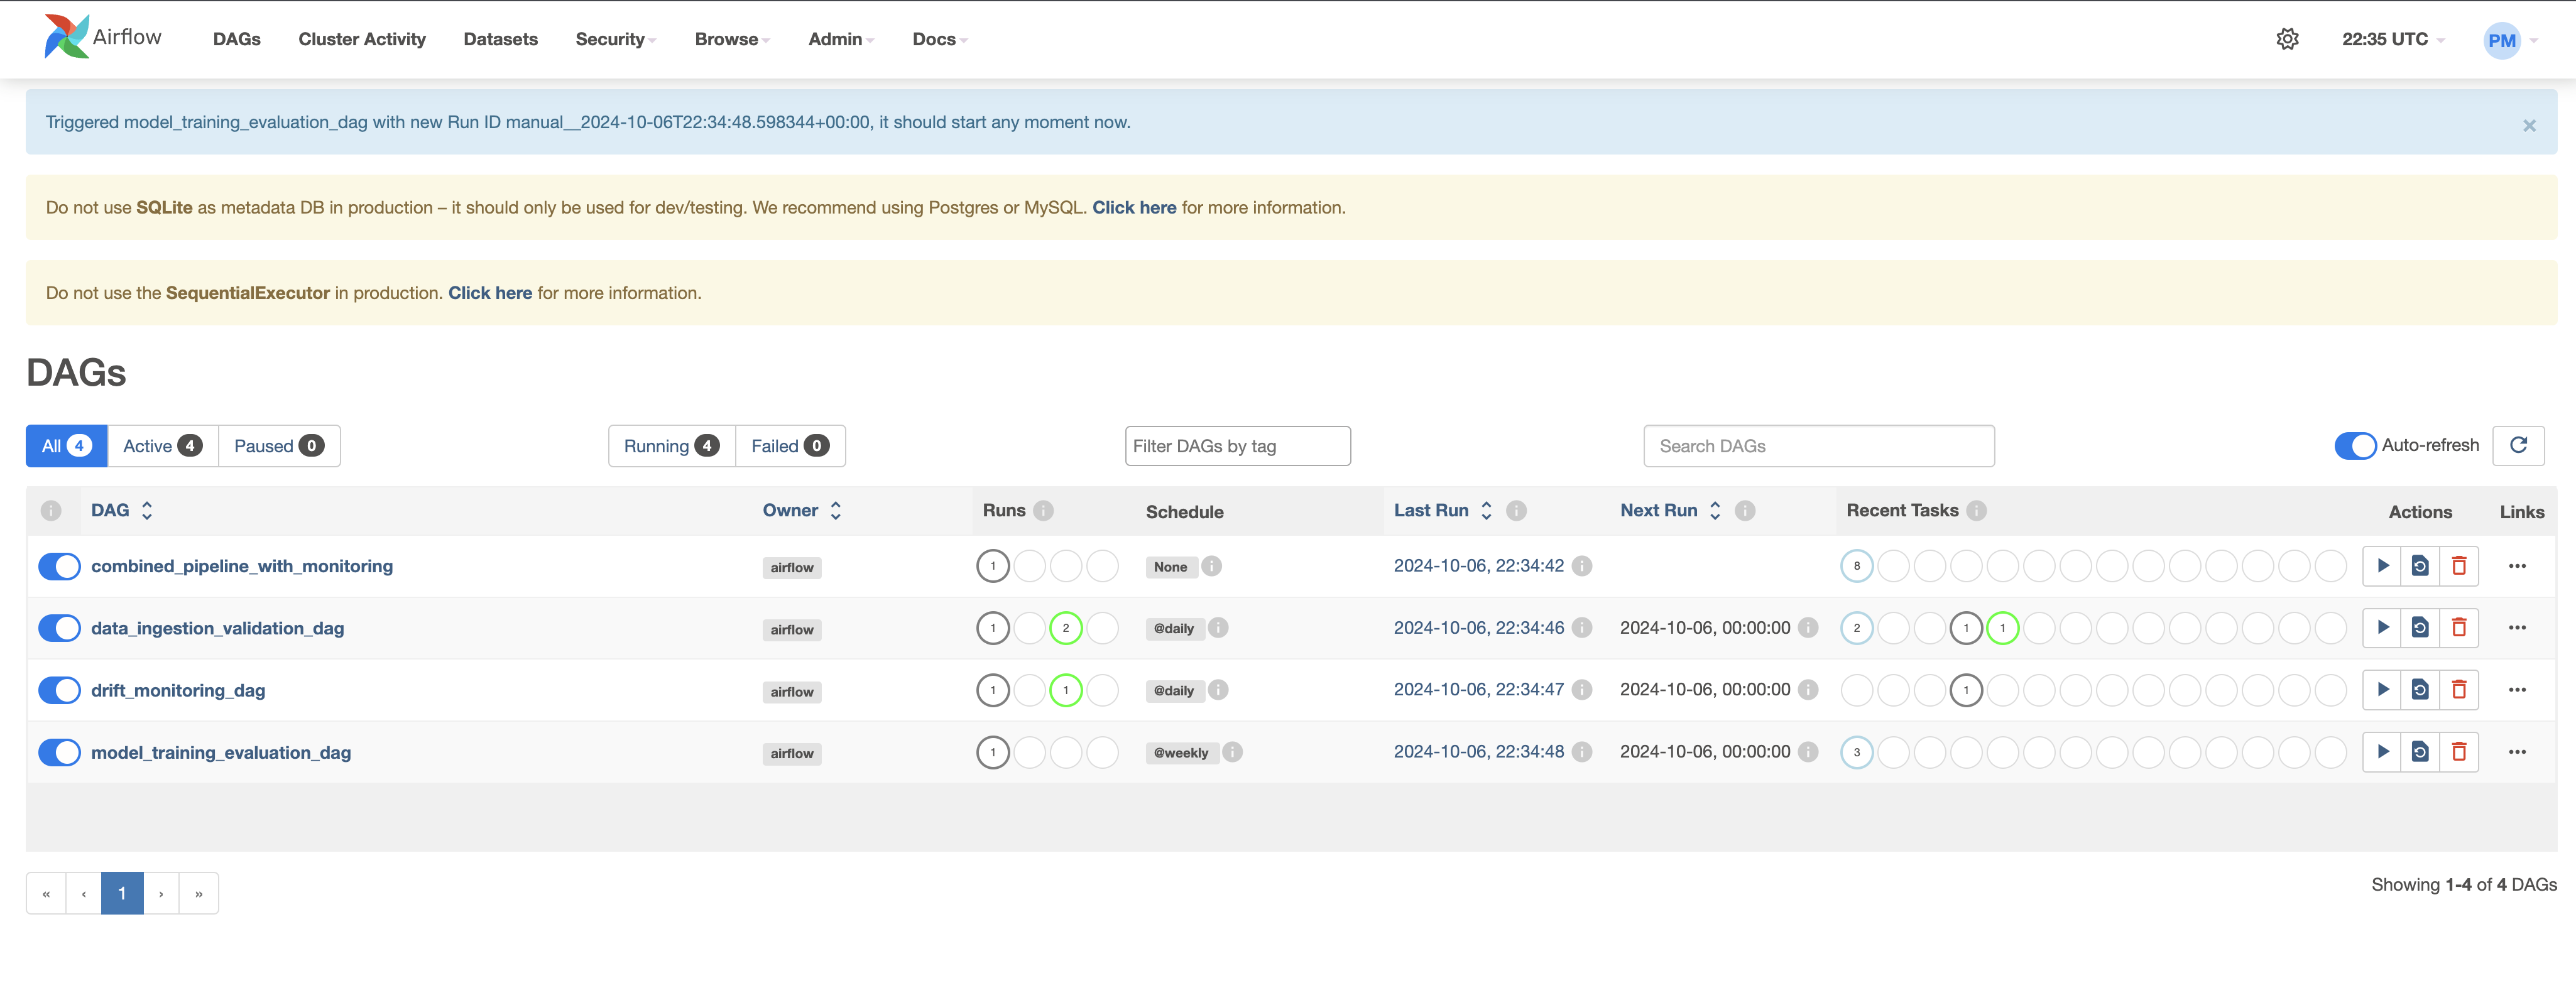 Airflow DAGs Cluster Activity Datasets Security Browse Admin Docs 22:35 UTC PM
Triggered model_training_evaluation_dag with new Run ID manual__2024-10-06T22:34:48.598344+00:00, it should start any moment now. ×
Do not use SQLite as metadata DB in production – it should only be used for dev/testing. We recommend using Postgres or MySQL. Click here for more information.
Do not use the SequentialExecutor in production. Click here for more information.
DAGs
All 4 Active 4 Paused 0 Running 4 Failed 0 Filter DAGs by tag Search DAGs Auto-refresh
i DAG Owner Runs i Schedule Last Run i Next Run i Recent Tasks i Actions Links
combined_pipeline_with_monitoring airflow 1 None i 2024-10-06, 22:34:42 i 8 ...
data_ingestion_validation_dag airflow 1 2 @daily i 2024-10-06, 22:34:46 i 2024-10-06, 00:00:00 i 2 1 1 ...
drift_monitoring_dag airflow 1 1 @daily i 2024-10-06, 22:34:47 i 2024-10-06, 00:00:00 i 1 ...
model_training_evaluation_dag airflow 1 @weekly i 2024-10-06, 22:34:48 i 2024-10-06, 00:00:00 i 3 ...
« ‹ 1 › » Showing 1-4 of 4 DAGs